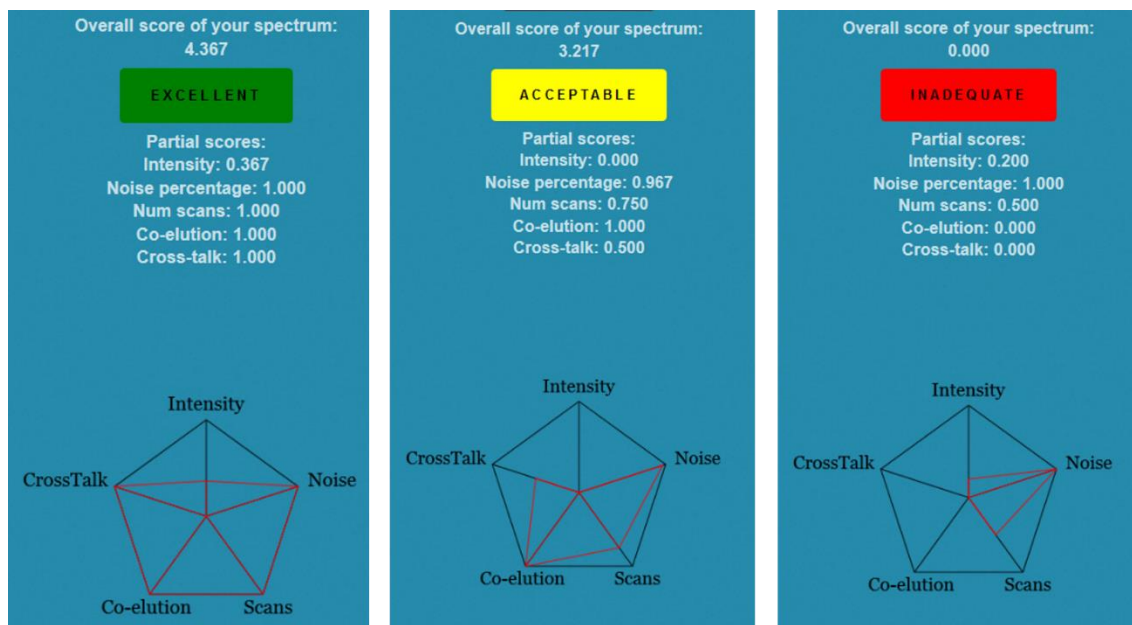 Overall score of your spectrum:
4.367
EXCELLENT
Partial scores:
Intensity: 0.367
Noise percentage: 1.000
Num scans: 1.000
Co-elution: 1.000
Cross-talk: 1.000
Intensity
CrossTalk
Noise
Co-elution
Scans
Overall score of your spectrum:
3.217
ACCEPTABLE
Partial scores:
Intensity: 0.000
Noise percentage: 0.967
Num scans: 0.750
Co-elution: 1.000
Cross-talk: 0.500
Intensity
CrossTalk
Noise
Co-elution
Scans
Overall score of your spectrum:
0.000
INADEQUATE
Partial scores:
Intensity: 0.200
Noise percentage: 1.000
Num scans: 0.500
Co-elution: 0.000
Cross-talk: 0.000
Intensity
CrossTalk
Noise
Co-elution
Scans